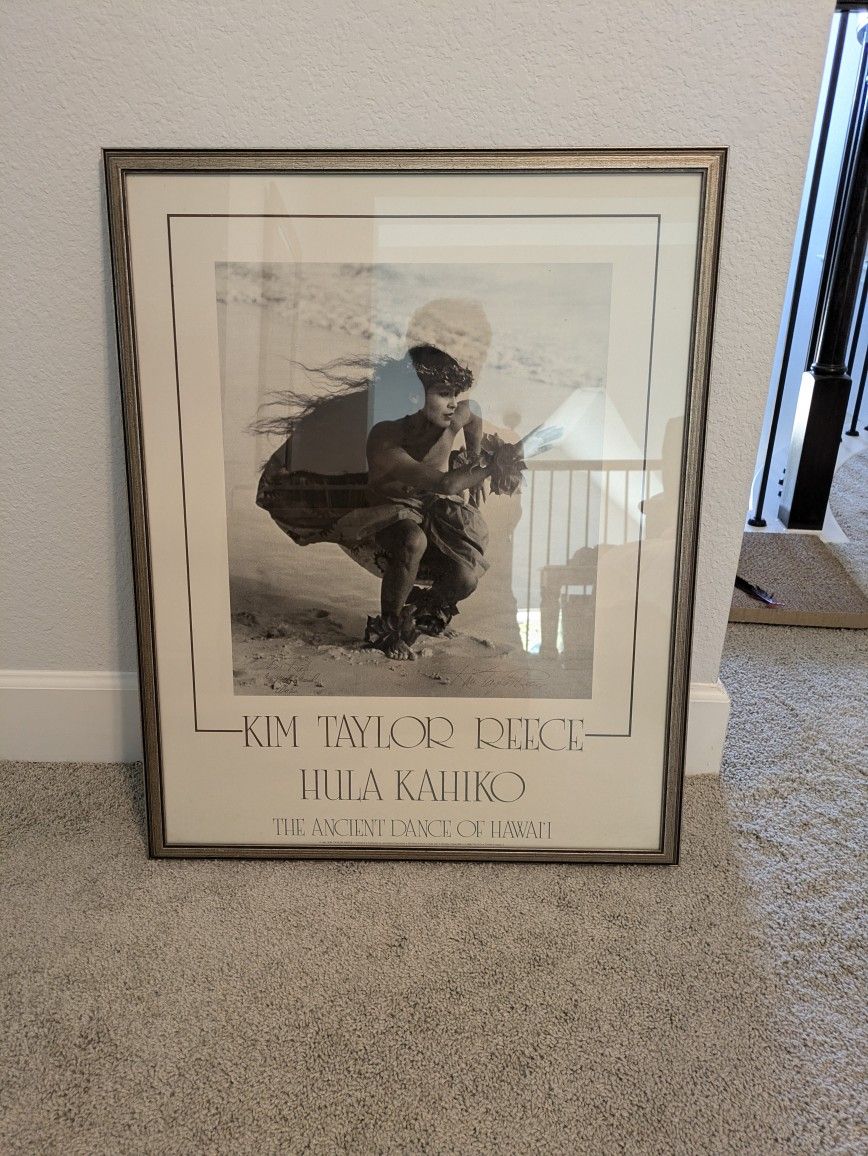 KIM TAYLOR REECE
HULA KAHIKO
THE ANCIENT DANCE OF HAWAI'I